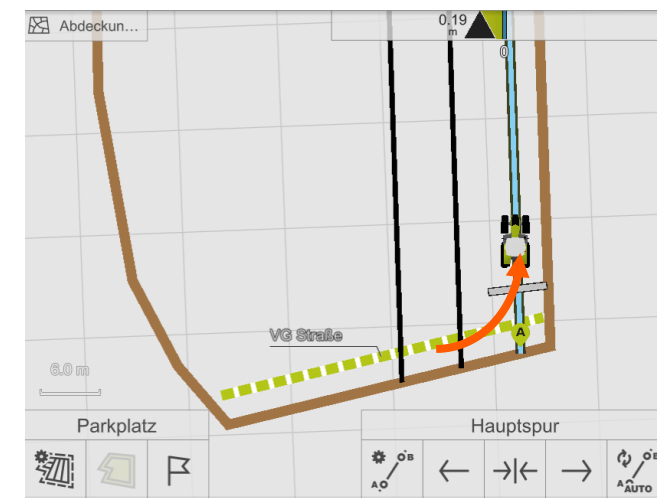 Abdeckun...
0.19
m
0
VG Straße
A
6.0 m
Parkplatz
Hauptspur
A B
A B
AUTO